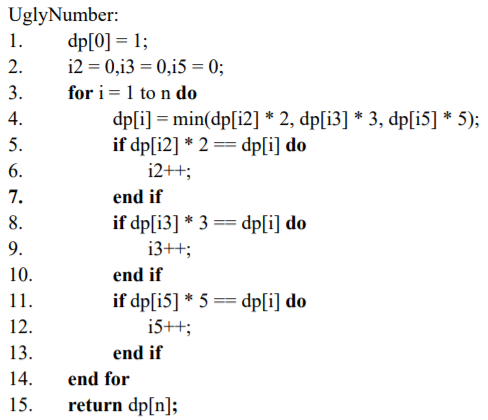 UglyNumber:
1. dp[0] = 1;
2. i2 = 0,i3 = 0,i5 = 0;
3. for i = 1 to n do
4. dp[i] = min(dp[i2] * 2, dp[i3] * 3, dp[i5] * 5);
5. if dp[i2] * 2 == dp[i] do
6. i2++;
7. end if
8. if dp[i3] * 3 == dp[i] do
9. i3++;
10. end if
11. if dp[i5] * 5 == dp[i] do
12. i5++;
13. end if
14. end for
15. return dp[n];